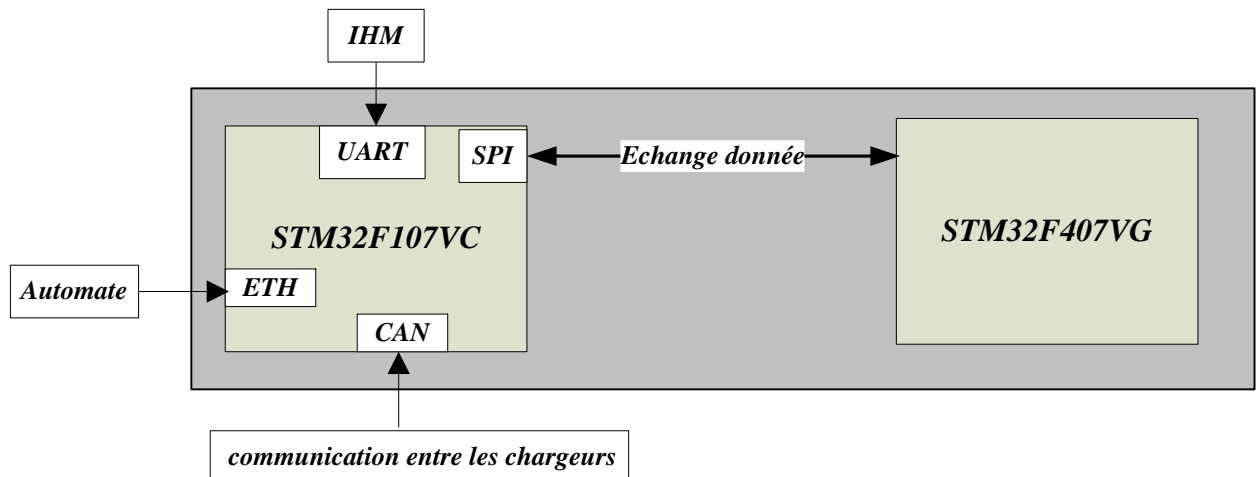 IHM
UART
SPI
Echange donnée
STM32F107VC
STM32F407VG
Automate
ETH
CAN
communication entre les chargeurs